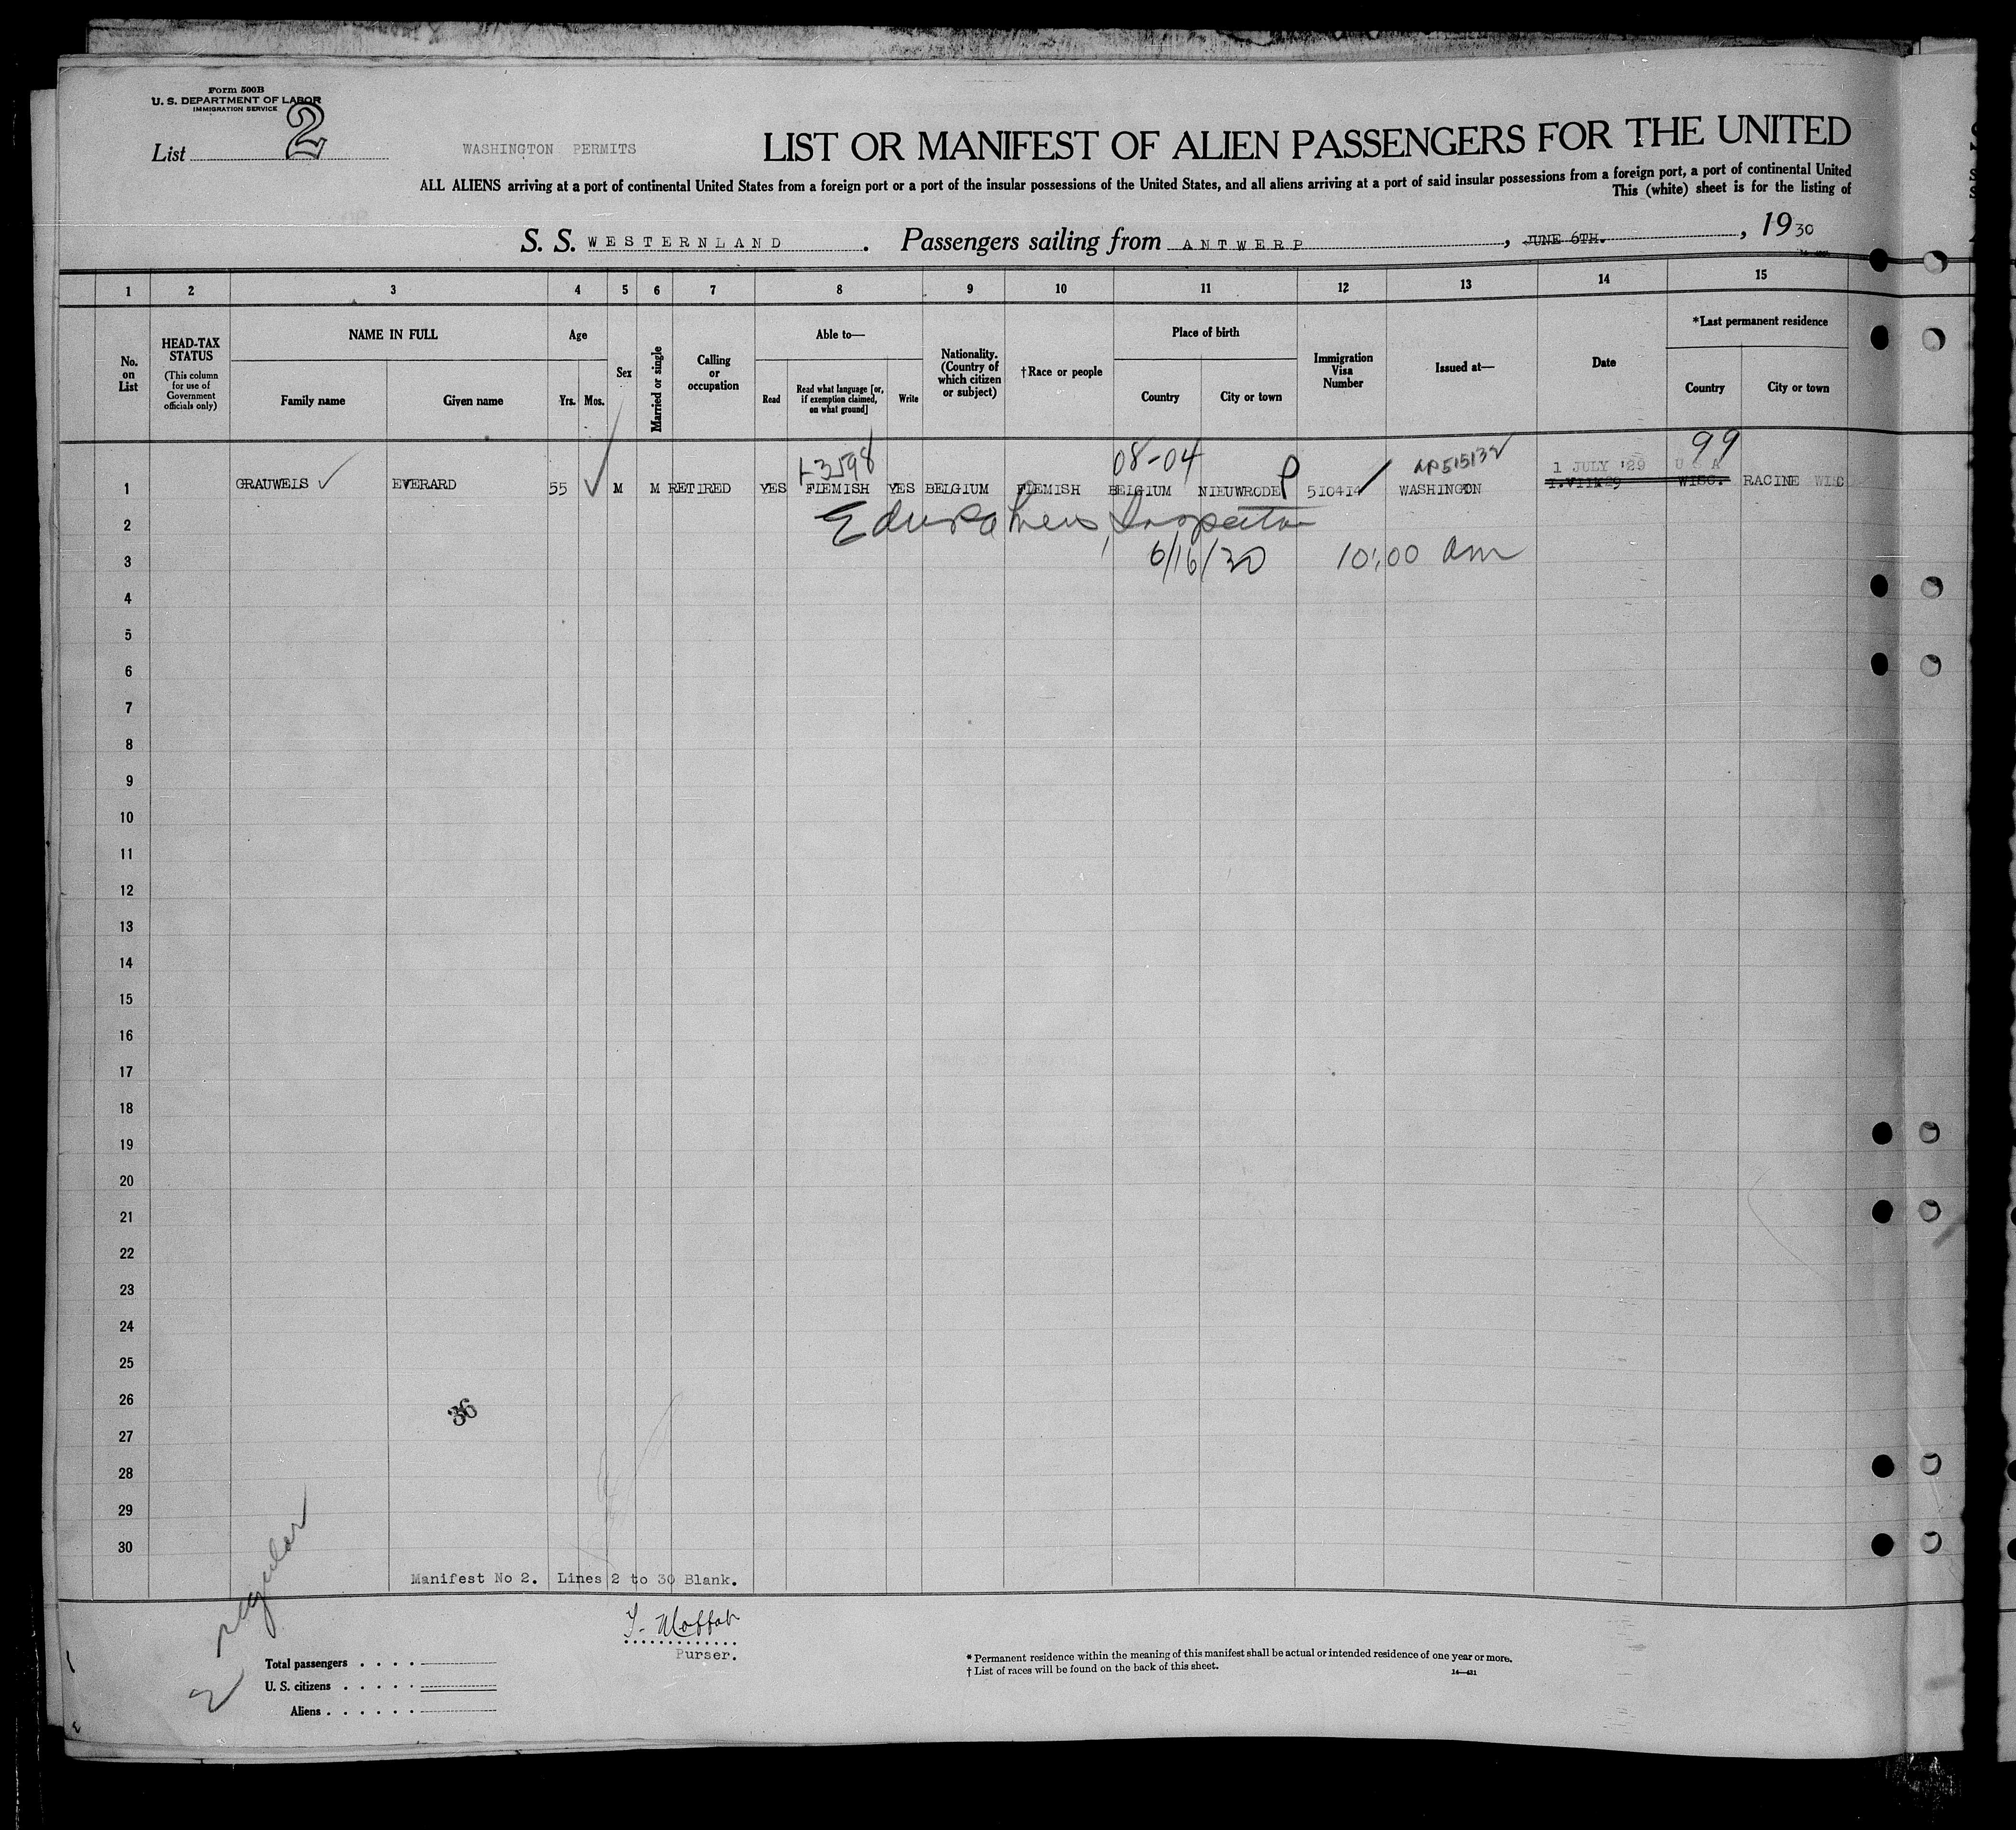 Form 500B
U. S. DEPARTMENT OF LABOR
IMMIGRATION SERVICE
List 2
WASHINGTON PERMITS
LIST OR MANIFEST OF ALIEN PASSENGERS FOR THE UNITED
ALL ALIENS arriving at a port of continental United States from a foreign port or a port of the insular possessions of the United States, and all aliens arriving at a port of said insular possessions from a foreign port, a port of continental United
This (white) sheet is for the listing of
S. S. WESTERNLAND. Passengers sailing from ANTWERP, JUNE 6TH., 1930
1 2 3 4 5 6 7 8 9 10 11 12 13 14 15
No. on List
HEAD-TAX STATUS
(This column for use of Government officials only)
NAME IN FULL
Family name
Given name
Age
Yrs.
Mos.
Sex
Married or single
Calling or occupation
Able to—
Read
Read what language [or, if exemption claimed, on what ground]
Write
Nationality. (Country of which citizen or subject)
†Race or people
Place of birth
Country
City or town
Immigration Visa Number
Issued at—
Date
*Last permanent residence
Country
City or town
08-04 99
1 JULY '29 U S A
1 GRAUWELS EVERARD 55 M M RETIRED YES FLEMISH YES BELGIUM FLEMISH BELGIUM NIEUWRODE 510414 WASHINGTON 1.VII.29 WISC. RACINE WISC
2 Inspector
3 6/16/30 10:00 am
4
5
6
7
8
9
10
11
12
13
14
15
16
17
18
19
20
21
22
23
24
25
26
36
27
28
29
30
Manifest No 2. Lines 2 to 30 Blank.
2 regular
T. Moffat
Purser.
Total passengers
U. S. citizens
Aliens
* Permanent residence within the meaning of this manifest shall be actual or intended residence of one year or more.
† List of races will be found on the back of this sheet.
14—431